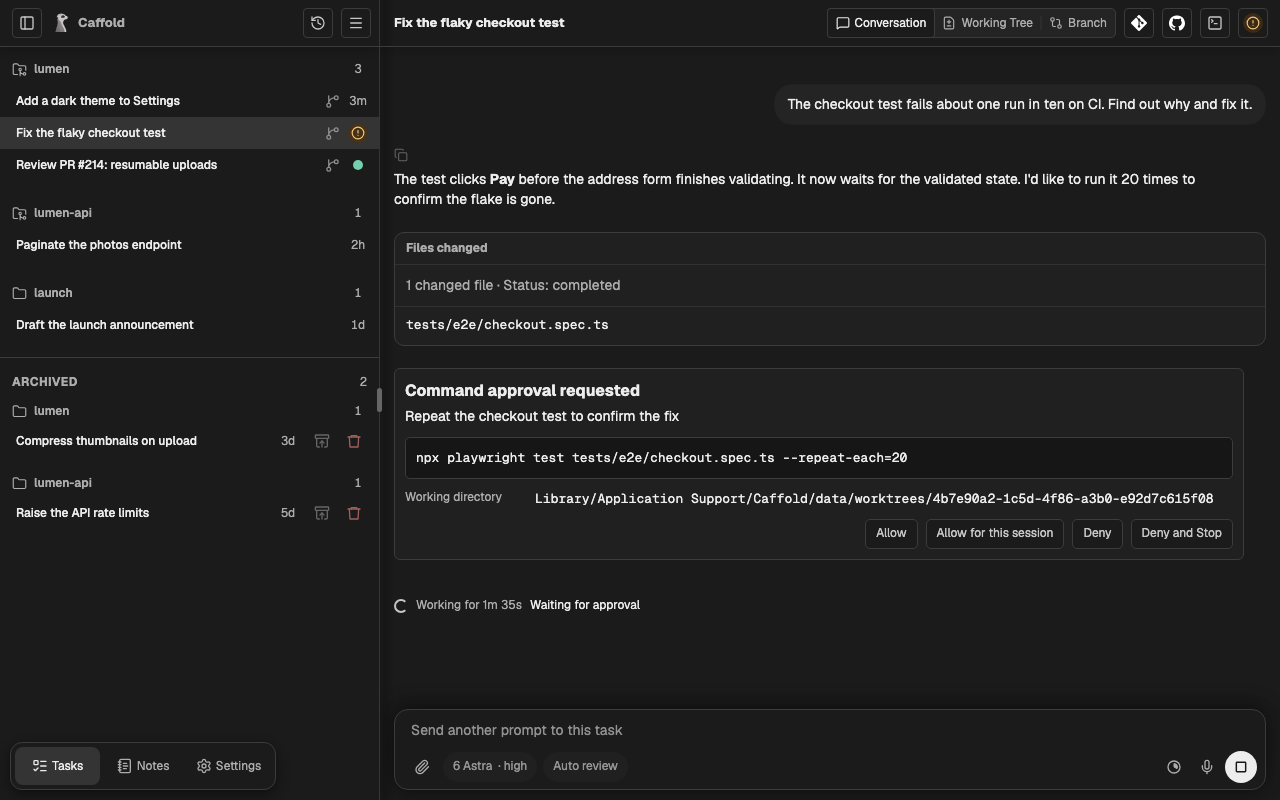 Caffold
lumen 3
Add a dark theme to Settings 3m
Fix the flaky checkout test
Review PR #214: resumable uploads
lumen-api 1
Paginate the photos endpoint 2h
launch 1
Draft the launch announcement 1d
ARCHIVED 2
lumen 1
Compress thumbnails on upload 3d
lumen-api 1
Raise the API rate limits 5d
Tasks Notes Settings
Fix the flaky checkout test
Conversation Working Tree Branch
The checkout test fails about one run in ten on CI. Find out why and fix it.
The test clicks Pay before the address form finishes validating. It now waits for the validated state. I'd like to run it 20 times to
confirm the flake is gone.
Files changed
1 changed file · Status: completed
tests/e2e/checkout.spec.ts
Command approval requested
Repeat the checkout test to confirm the fix
npx playwright test tests/e2e/checkout.spec.ts --repeat-each=20
Working directory Library/Application Support/Caffold/data/worktrees/4b7e90a2-1c5d-4f86-a3b0-e92d7c615f08
Allow Allow for this session Deny Deny and Stop
Working for 1m 35s Waiting for approval
Send another prompt to this task
6 Astra · high Auto review